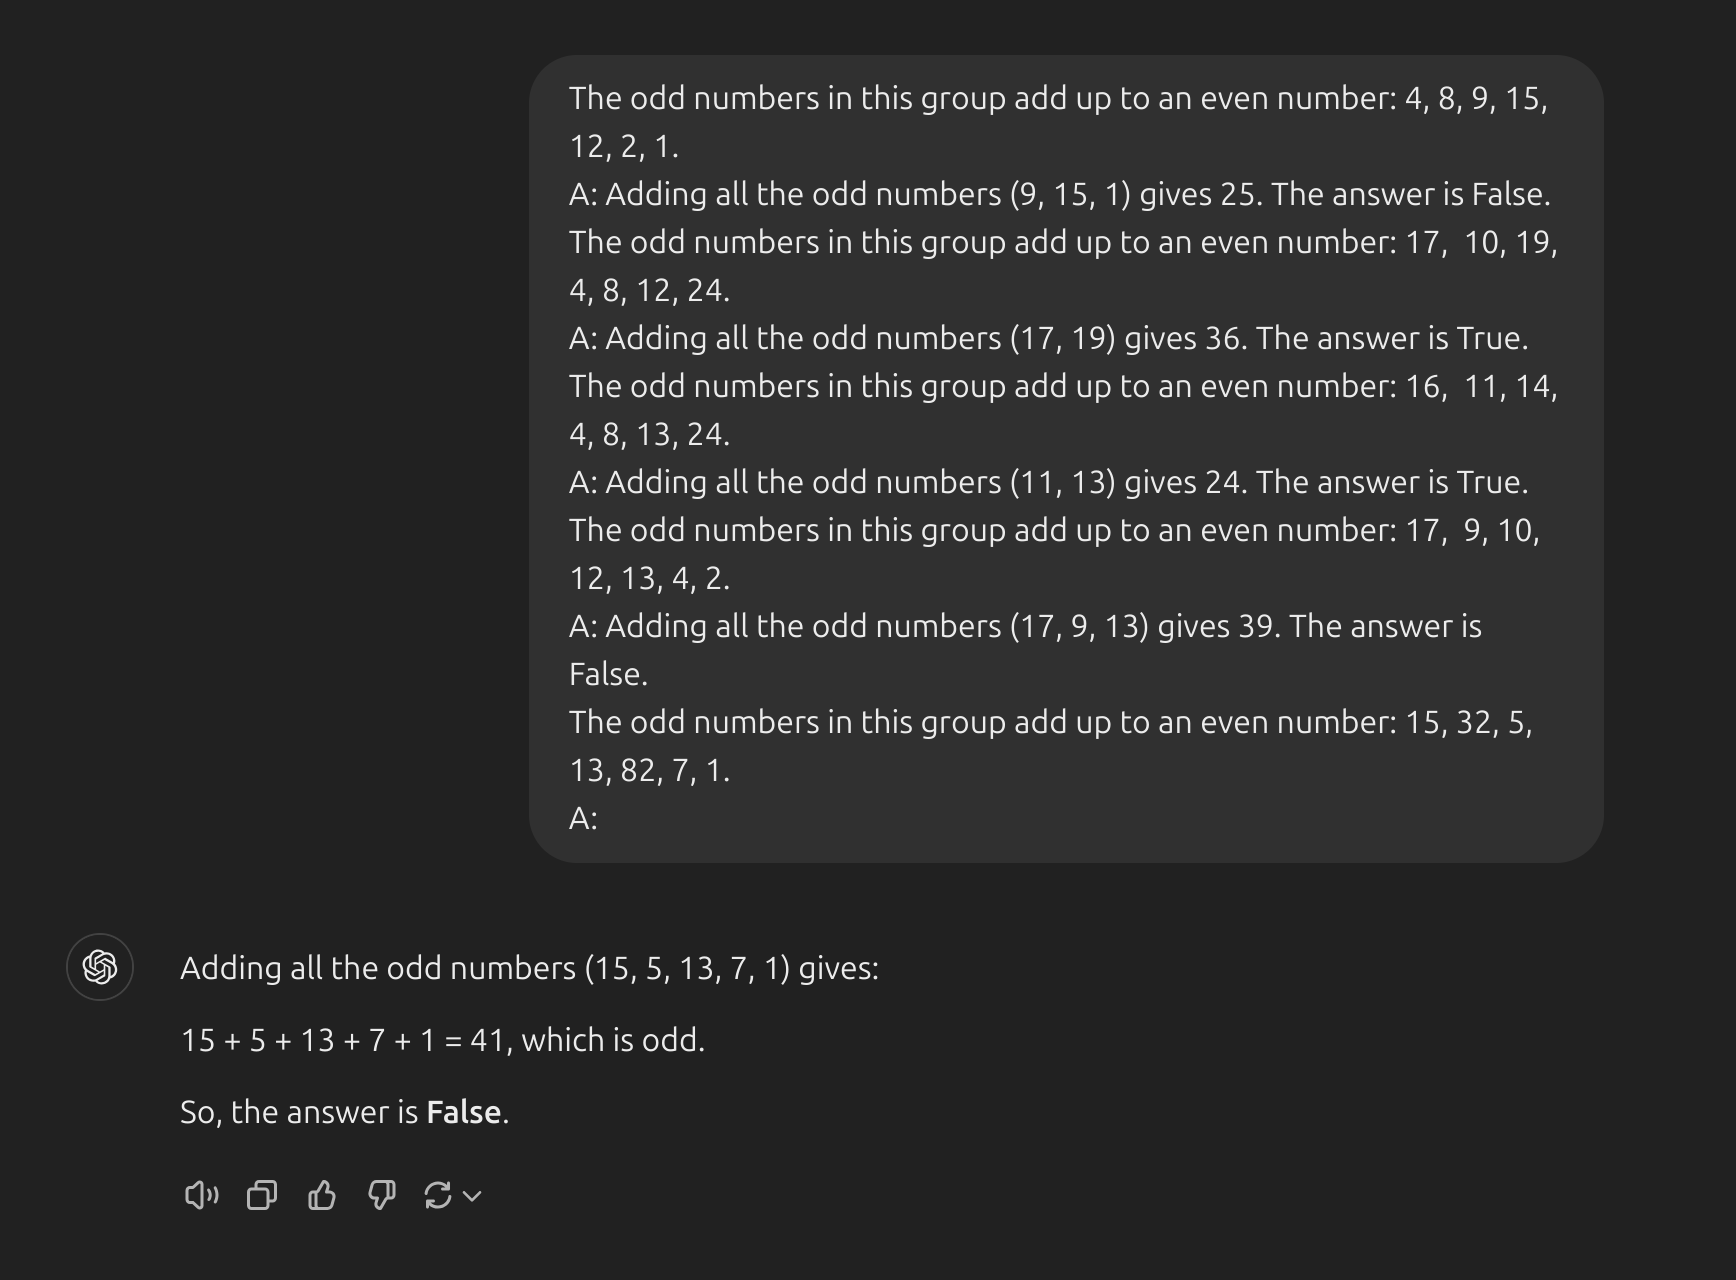 The odd numbers in this group add up to an even number: 4, 8, 9, 15,
12, 2, 1.
A: Adding all the odd numbers (9, 15, 1) gives 25. The answer is False.
The odd numbers in this group add up to an even number: 17,  10, 19,
4, 8, 12, 24.
A: Adding all the odd numbers (17, 19) gives 36. The answer is True.
The odd numbers in this group add up to an even number: 16,  11, 14,
4, 8, 13, 24.
A: Adding all the odd numbers (11, 13) gives 24. The answer is True.
The odd numbers in this group add up to an even number: 17,  9, 10,
12, 13, 4, 2.
A: Adding all the odd numbers (17, 9, 13) gives 39. The answer is
False.
The odd numbers in this group add up to an even number: 15, 32, 5,
13, 82, 7, 1.
A:
Adding all the odd numbers (15, 5, 13, 7, 1) gives:
15 + 5 + 13 + 7 + 1 = 41, which is odd.
So, the answer is False.